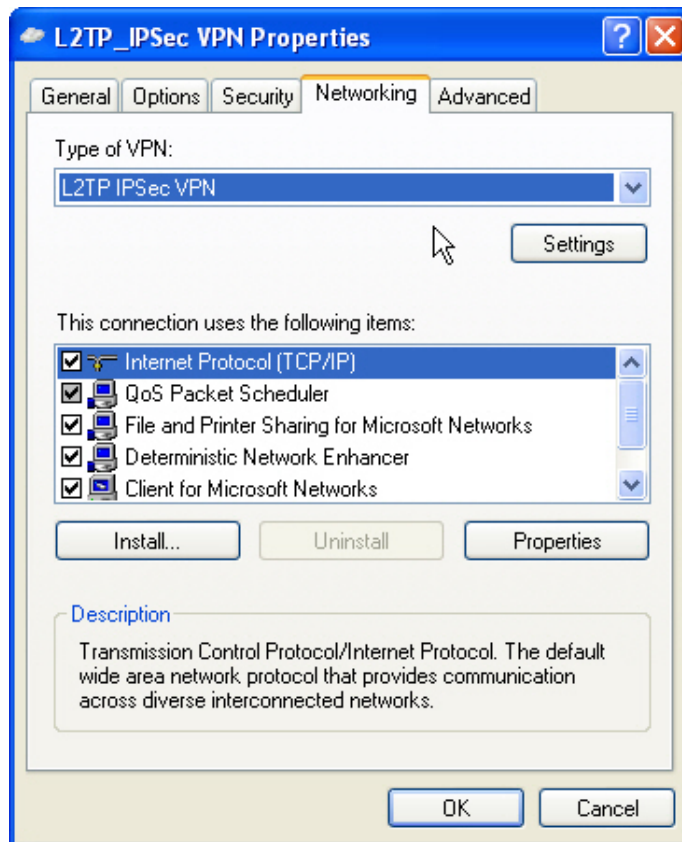 L2TP_IPSec VPN Properties
General Options Security Networking Advanced
Type of VPN:
L2TP IPSec VPN
Settings
This connection uses the following items:
Internet Protocol (TCP/IP)
QoS Packet Scheduler
File and Printer Sharing for Microsoft Networks
Deterministic Network Enhancer
Client for Microsoft Networks
Install... Uninstall Properties
Description
Transmission Control Protocol/Internet Protocol. The default
wide area network protocol that provides communication
across diverse interconnected networks.
OK Cancel